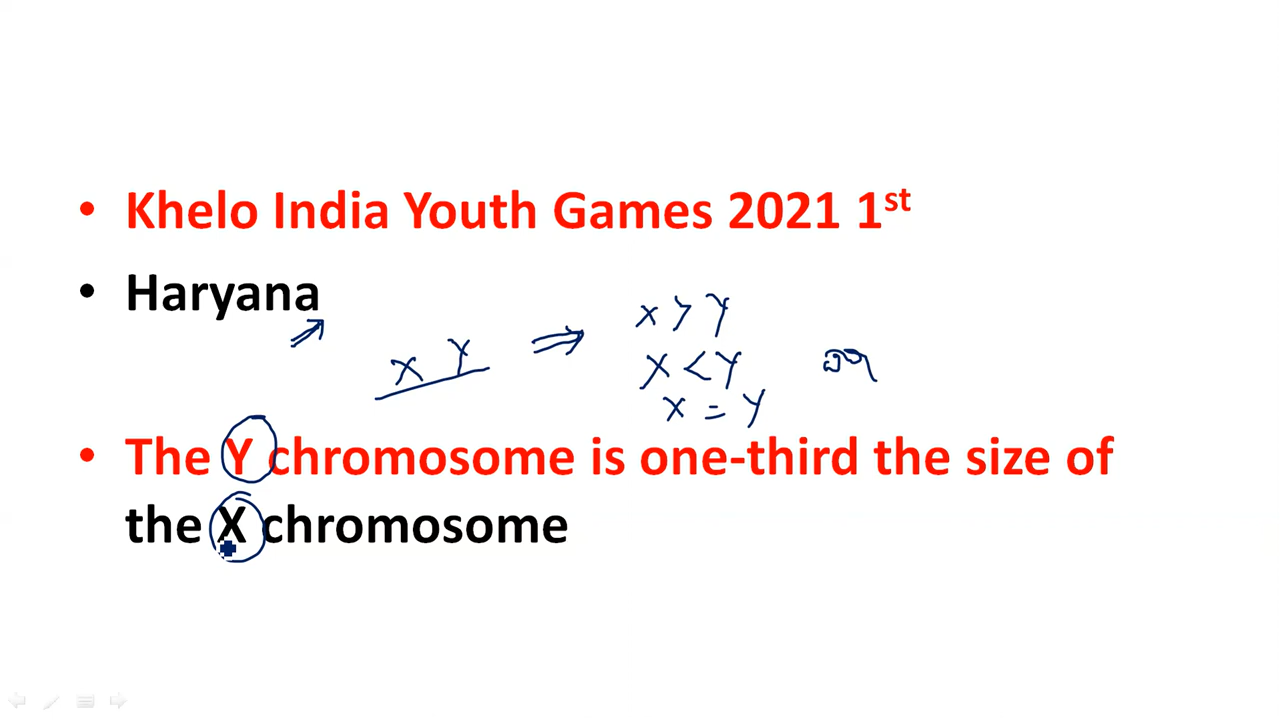 • Khelo India Youth Games 2021 1st
• Haryana
X Y
X > Y
X < Y
X = Y
• The Y chromosome is one-third the size of
the X chromosome